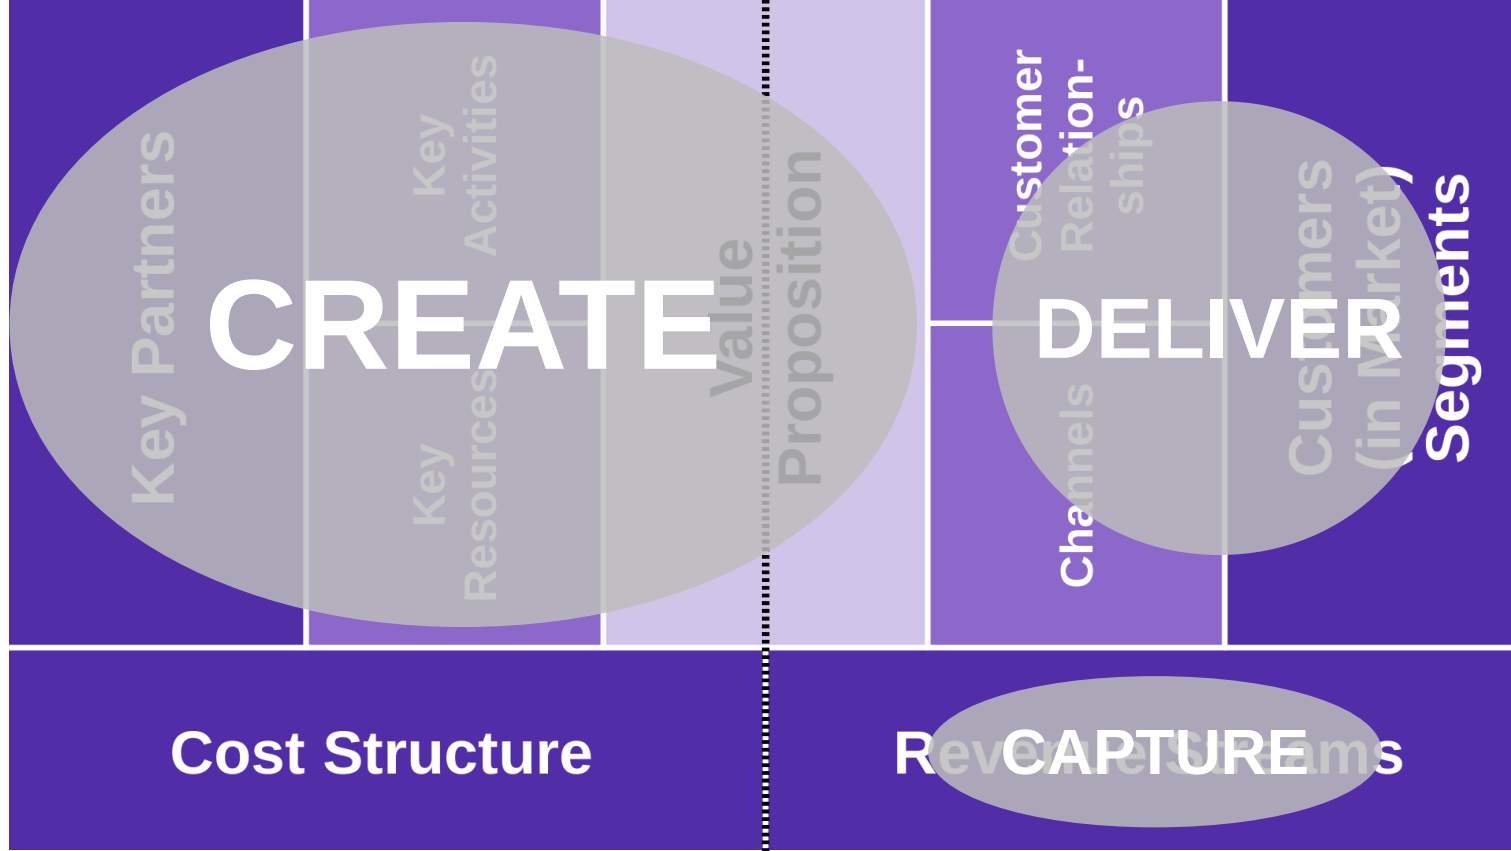 Key Partners
Key
Activities
Key
Resources
CREATE
Value
Proposition
Customer
Relation-
ships
Channels
DELIVER
Customers
(in Market)
Segments
Cost Structure
Revenue Streams
CAPTURE